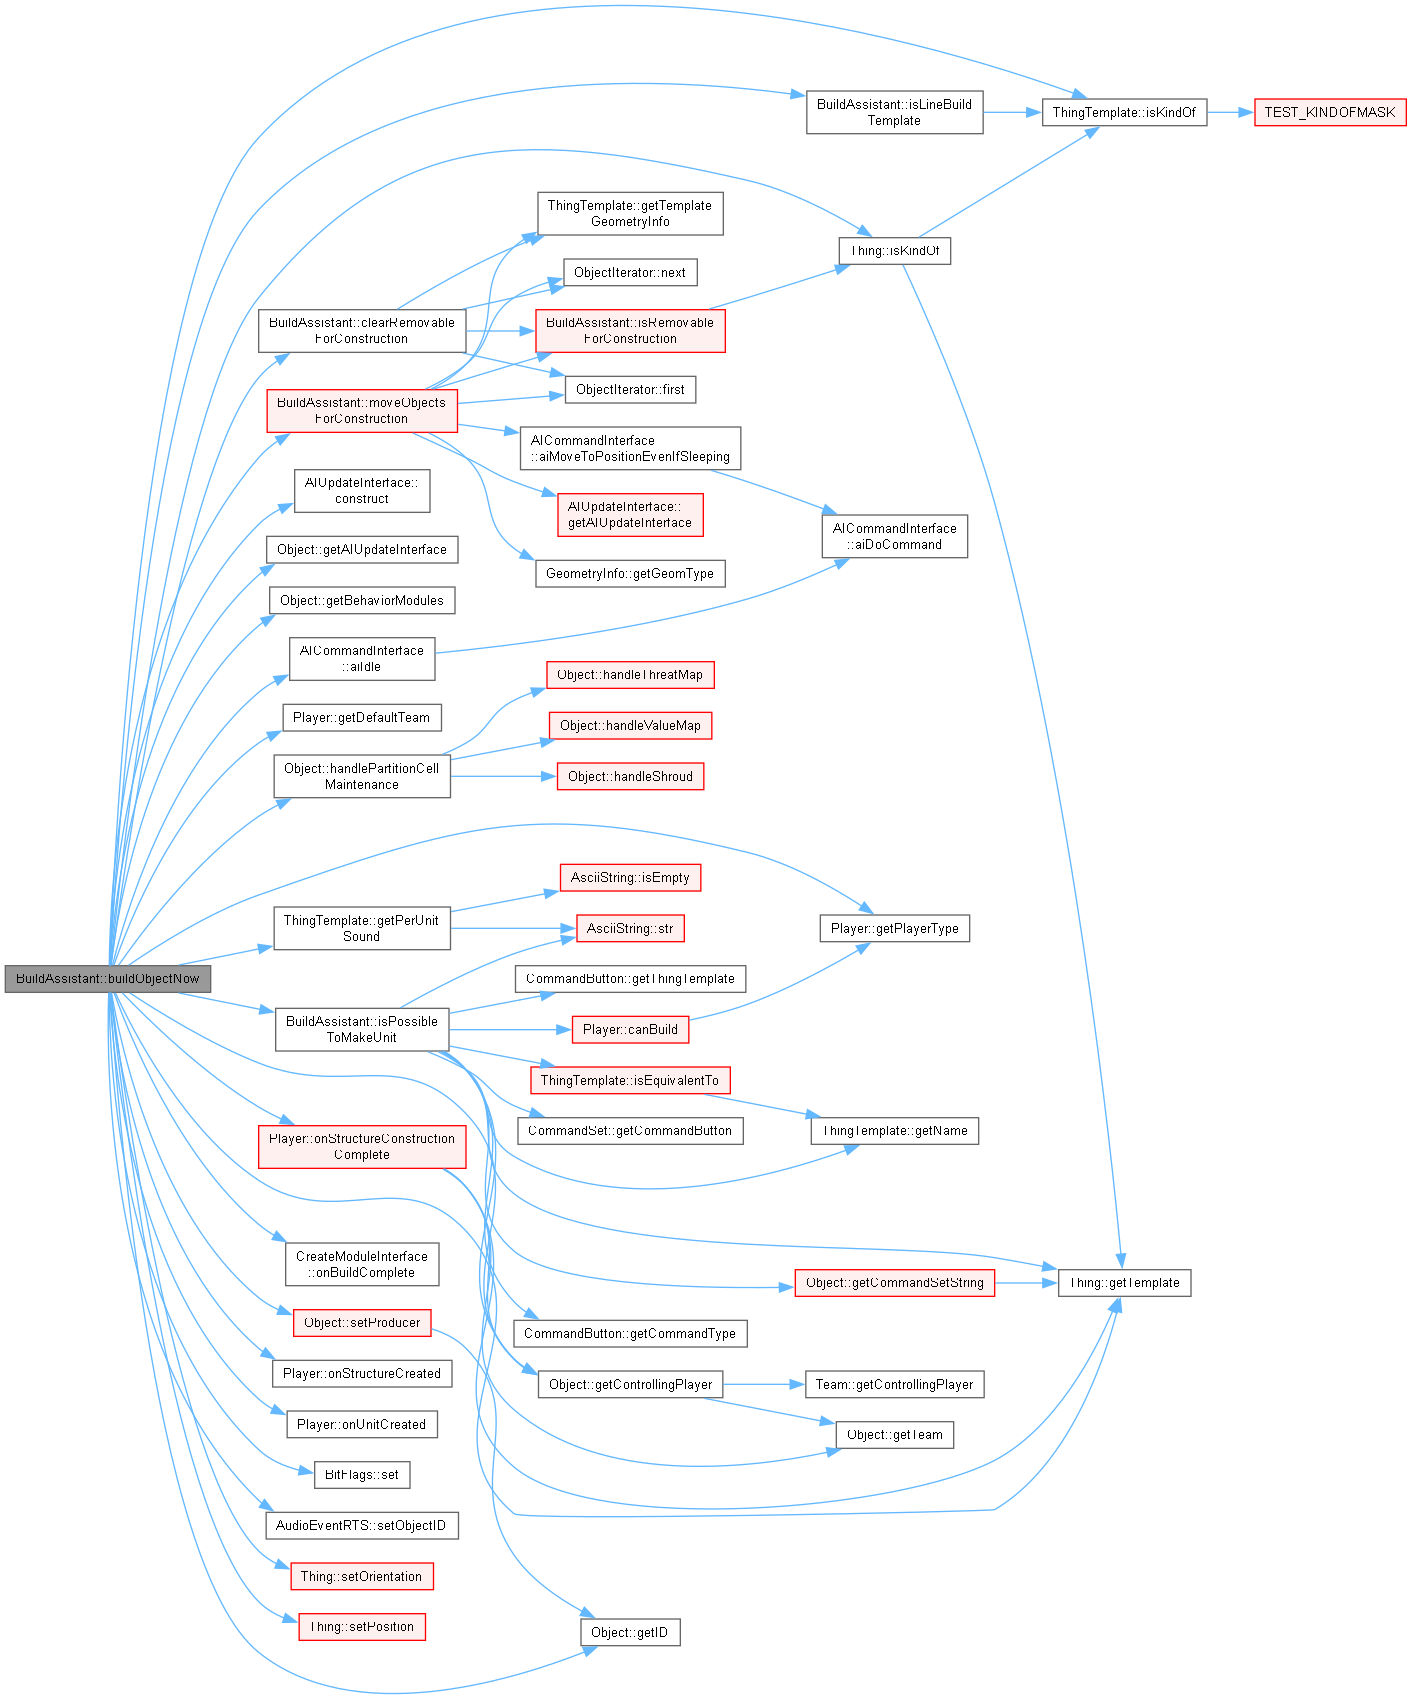 BuildAssistant::isLineBuild
Template
ThingTemplate::isKindOf
TEST_KINDOFMASK
ThingTemplate::getTemplate
GeometryInfo
Thing::isKindOf
ObjectIterator::next
BuildAssistant::clearRemovable
ForConstruction
BuildAssistant::isRemovable
ForConstruction
BuildAssistant::moveObjects
ForConstruction
ObjectIterator::first
AICommandInterface
::aiMoveToPositionEvenIfSleeping
AIUpdateInterface::
construct
AIUpdateInterface::
getAIUpdateInterface
AICommandInterface
::aiDoCommand
Object::getAIUpdateInterface
GeometryInfo::getGeomType
Object::getBehaviorModules
AICommandInterface
::aiIdle
Object::handleThreatMap
Player::getDefaultTeam
Object::handleValueMap
Object::handlePartitionCell
Maintenance
Object::handleShroud
AsciiString::isEmpty
ThingTemplate::getPerUnit
Sound
AsciiString::str
Player::getPlayerType
BuildAssistant::buildObjectNow
CommandButton::getThingTemplate
BuildAssistant::isPossible
ToMakeUnit
Player::canBuild
ThingTemplate::isEquivalentTo
CommandSet::getCommandButton
ThingTemplate::getName
Player::onStructureConstruction
Complete
CreateModuleInterface
::onBuildComplete
Object::getCommandSetString
Thing::getTemplate
Object::setProducer
CommandButton::getCommandType
Player::onStructureCreated
Object::getControllingPlayer
Team::getControllingPlayer
Player::onUnitCreated
Object::getTeam
BitFlags::set
AudioEventRTS::setObjectID
Thing::setOrientation
Thing::setPosition
Object::getID